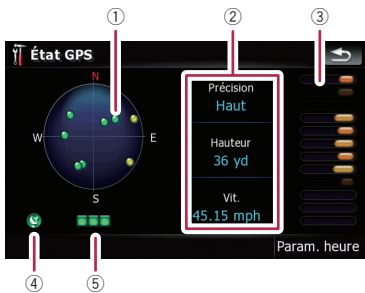 ① ② ③
État GPS
N
W E
S
Précision
Haut
Hauteur
36 yd
Vit.
45.15 mph
Param. heure
④ ⑤